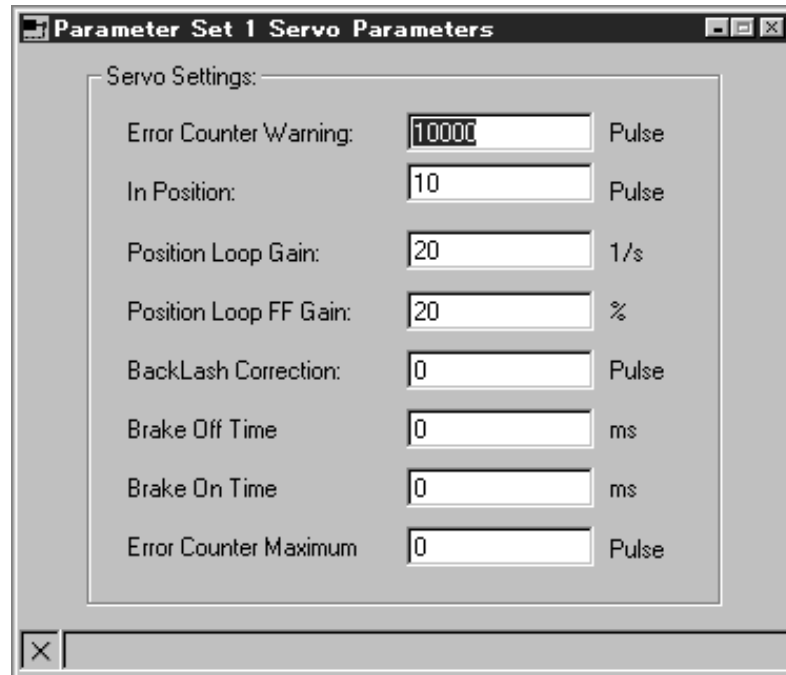 Parameter Set 1 Servo Parameters
Servo Settings:
Error Counter Warning: 10000 Pulse
In Position: 10 Pulse
Position Loop Gain: 20 1/s
Position Loop FF Gain: 20 %
BackLash Correction: 0 Pulse
Brake Off Time 0 ms
Brake On Time 0 ms
Error Counter Maximum 0 Pulse